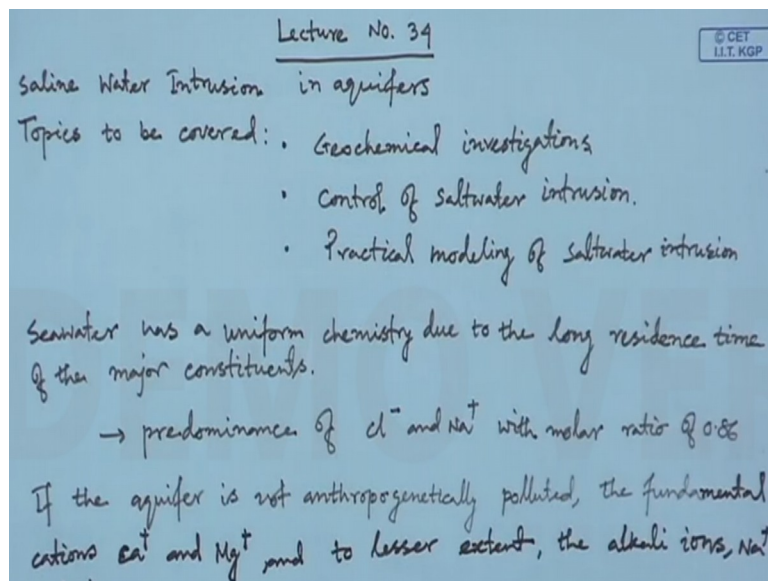 Lecture No. 34
© CET
I.I.T. KGP
Saline Water Intrusion in aquifers
Topics to be covered: • Geochemical investigations
• Control of saltwater intrusion.
• Practical modeling of saltwater intrusion
DEMO VER
Seawater has a uniform chemistry due to the long residence time
of the major constituents.
→ predominance of Cl⁻ and Na⁺ with molar ratio of 0.86
If the aquifer is not anthropogenetically polluted, the fundamental
cations Ca⁺ and Mg⁺, and to lesser extent, the alkali ions, Na⁺